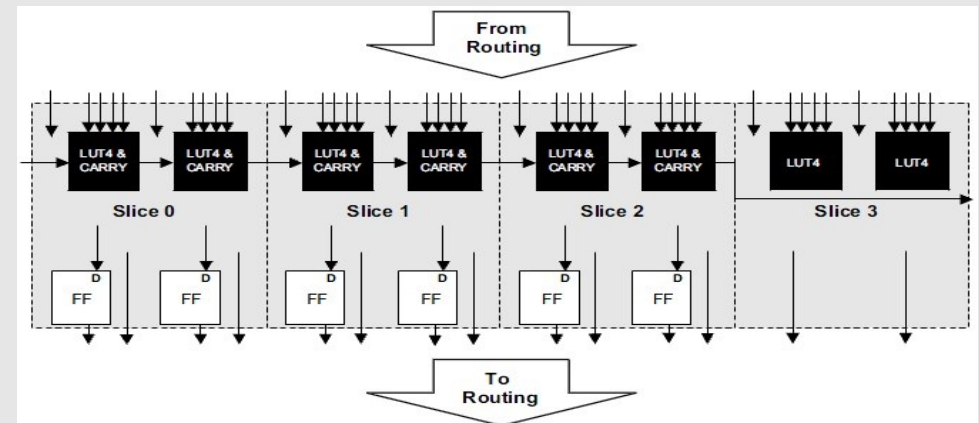 From
Routing
LUT4 &
CARRY
LUT4 &
CARRY
LUT4 &
CARRY
LUT4 &
CARRY
LUT4 &
CARRY
LUT4 &
CARRY
LUT4
LUT4
Slice 0
Slice 1
Slice 2
Slice 3
D
FF
D
FF
D
FF
D
FF
D
FF
D
FF
To
Routing